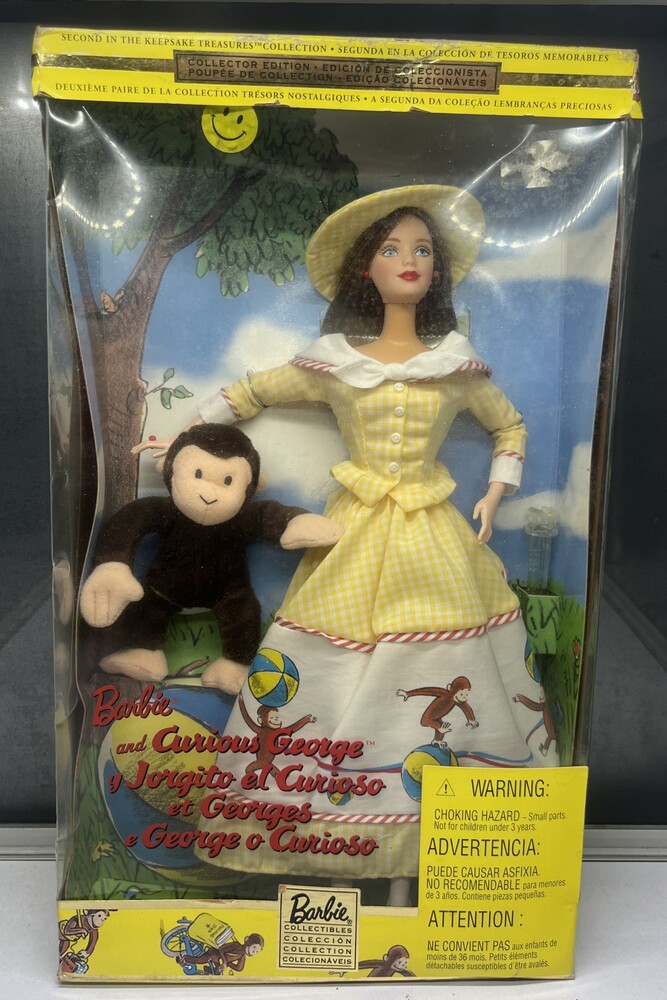 SECOND IN THE KEEPSAKE TREASURES™COLLECTION • SEGUNDA EN LA COLECCIÓN DE TESOROS MEMORABLES
COLLECTOR EDITION • EDICIÓN DE COLECCIONISTA
POUPÉE DE COLLECTION • EDIÇÃO COLECIONÁVEIS
DEUXIÈME PAIRE DE LA COLLECTION TRÉSORS NOSTALGIQUES • A SEGUNDA DA COLEÇÃO LEMBRANÇAS PRECIOSAS
Barbie
and Curious George™
y Jorgito el Curioso
et Georges
e George o Curioso
⚠ WARNING:
CHOKING HAZARD – Small parts.
Not for children under 3 years.
ADVERTENCIA:
PUEDE CAUSAR ASFIXIA.
NO RECOMENDABLE para menores
de 3 años. Contiene piezas pequeñas.
ATTENTION :
NE CONVIENT PAS aux enfants de
moins de 36 mois. Petits éléments
détachables susceptibles d'être avalés.
Barbie®
COLLECTIBLES
COLECCIÓN
COLLECTION
COLECIONÁVEIS